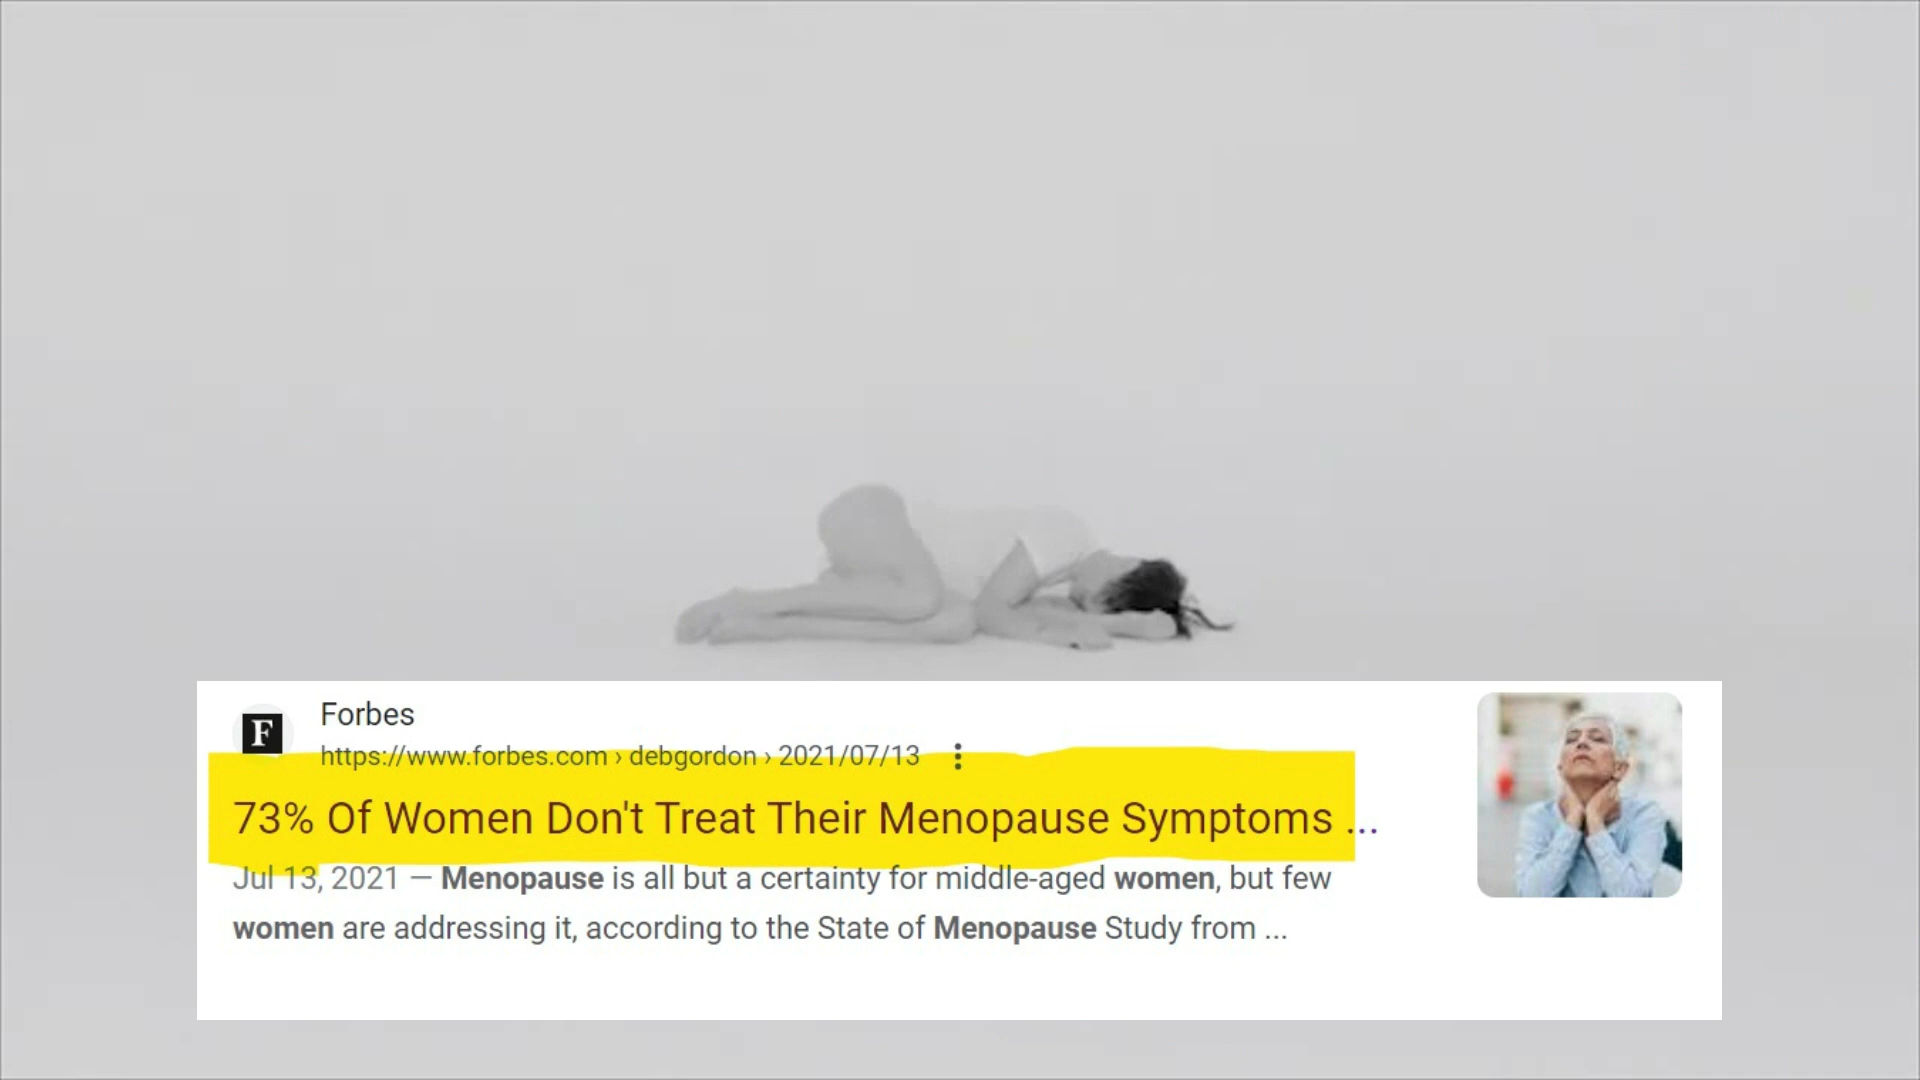 F
Forbes
https://www.forbes.com › debgordon › 2021/07/13
73% Of Women Don't Treat Their Menopause Symptoms ...
Jul 13, 2021 — Menopause is all but a certainty for middle-aged women, but few
women are addressing it, according to the State of Menopause Study from ...